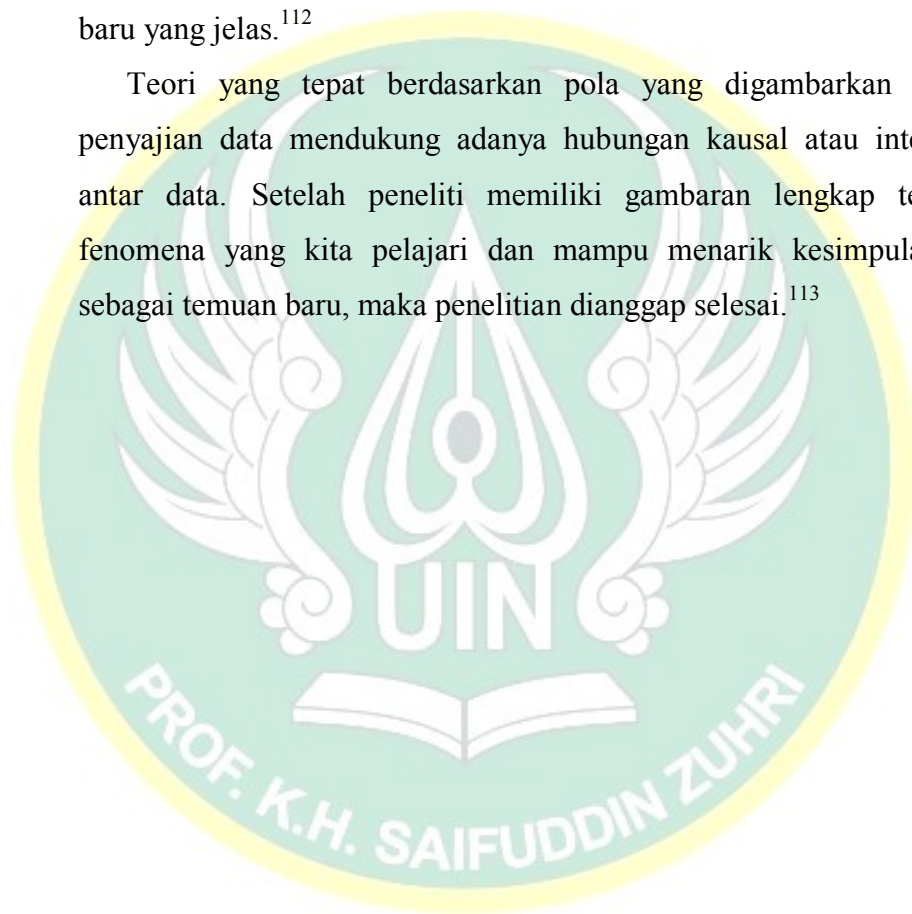 baru yang jelas.112
Teori yang tepat berdasarkan pola yang digambarkan
penyajian data mendukung adanya hubungan kausal atau
antar data. Setelah peneliti memiliki gambaran lengkap
fenomena yang kita pelajari dan mampu menarik
sebagai temuan baru, maka penelitian dianggap selesai.113
UIN
PROF. K.H. SAIFUDDIN ZUHRI